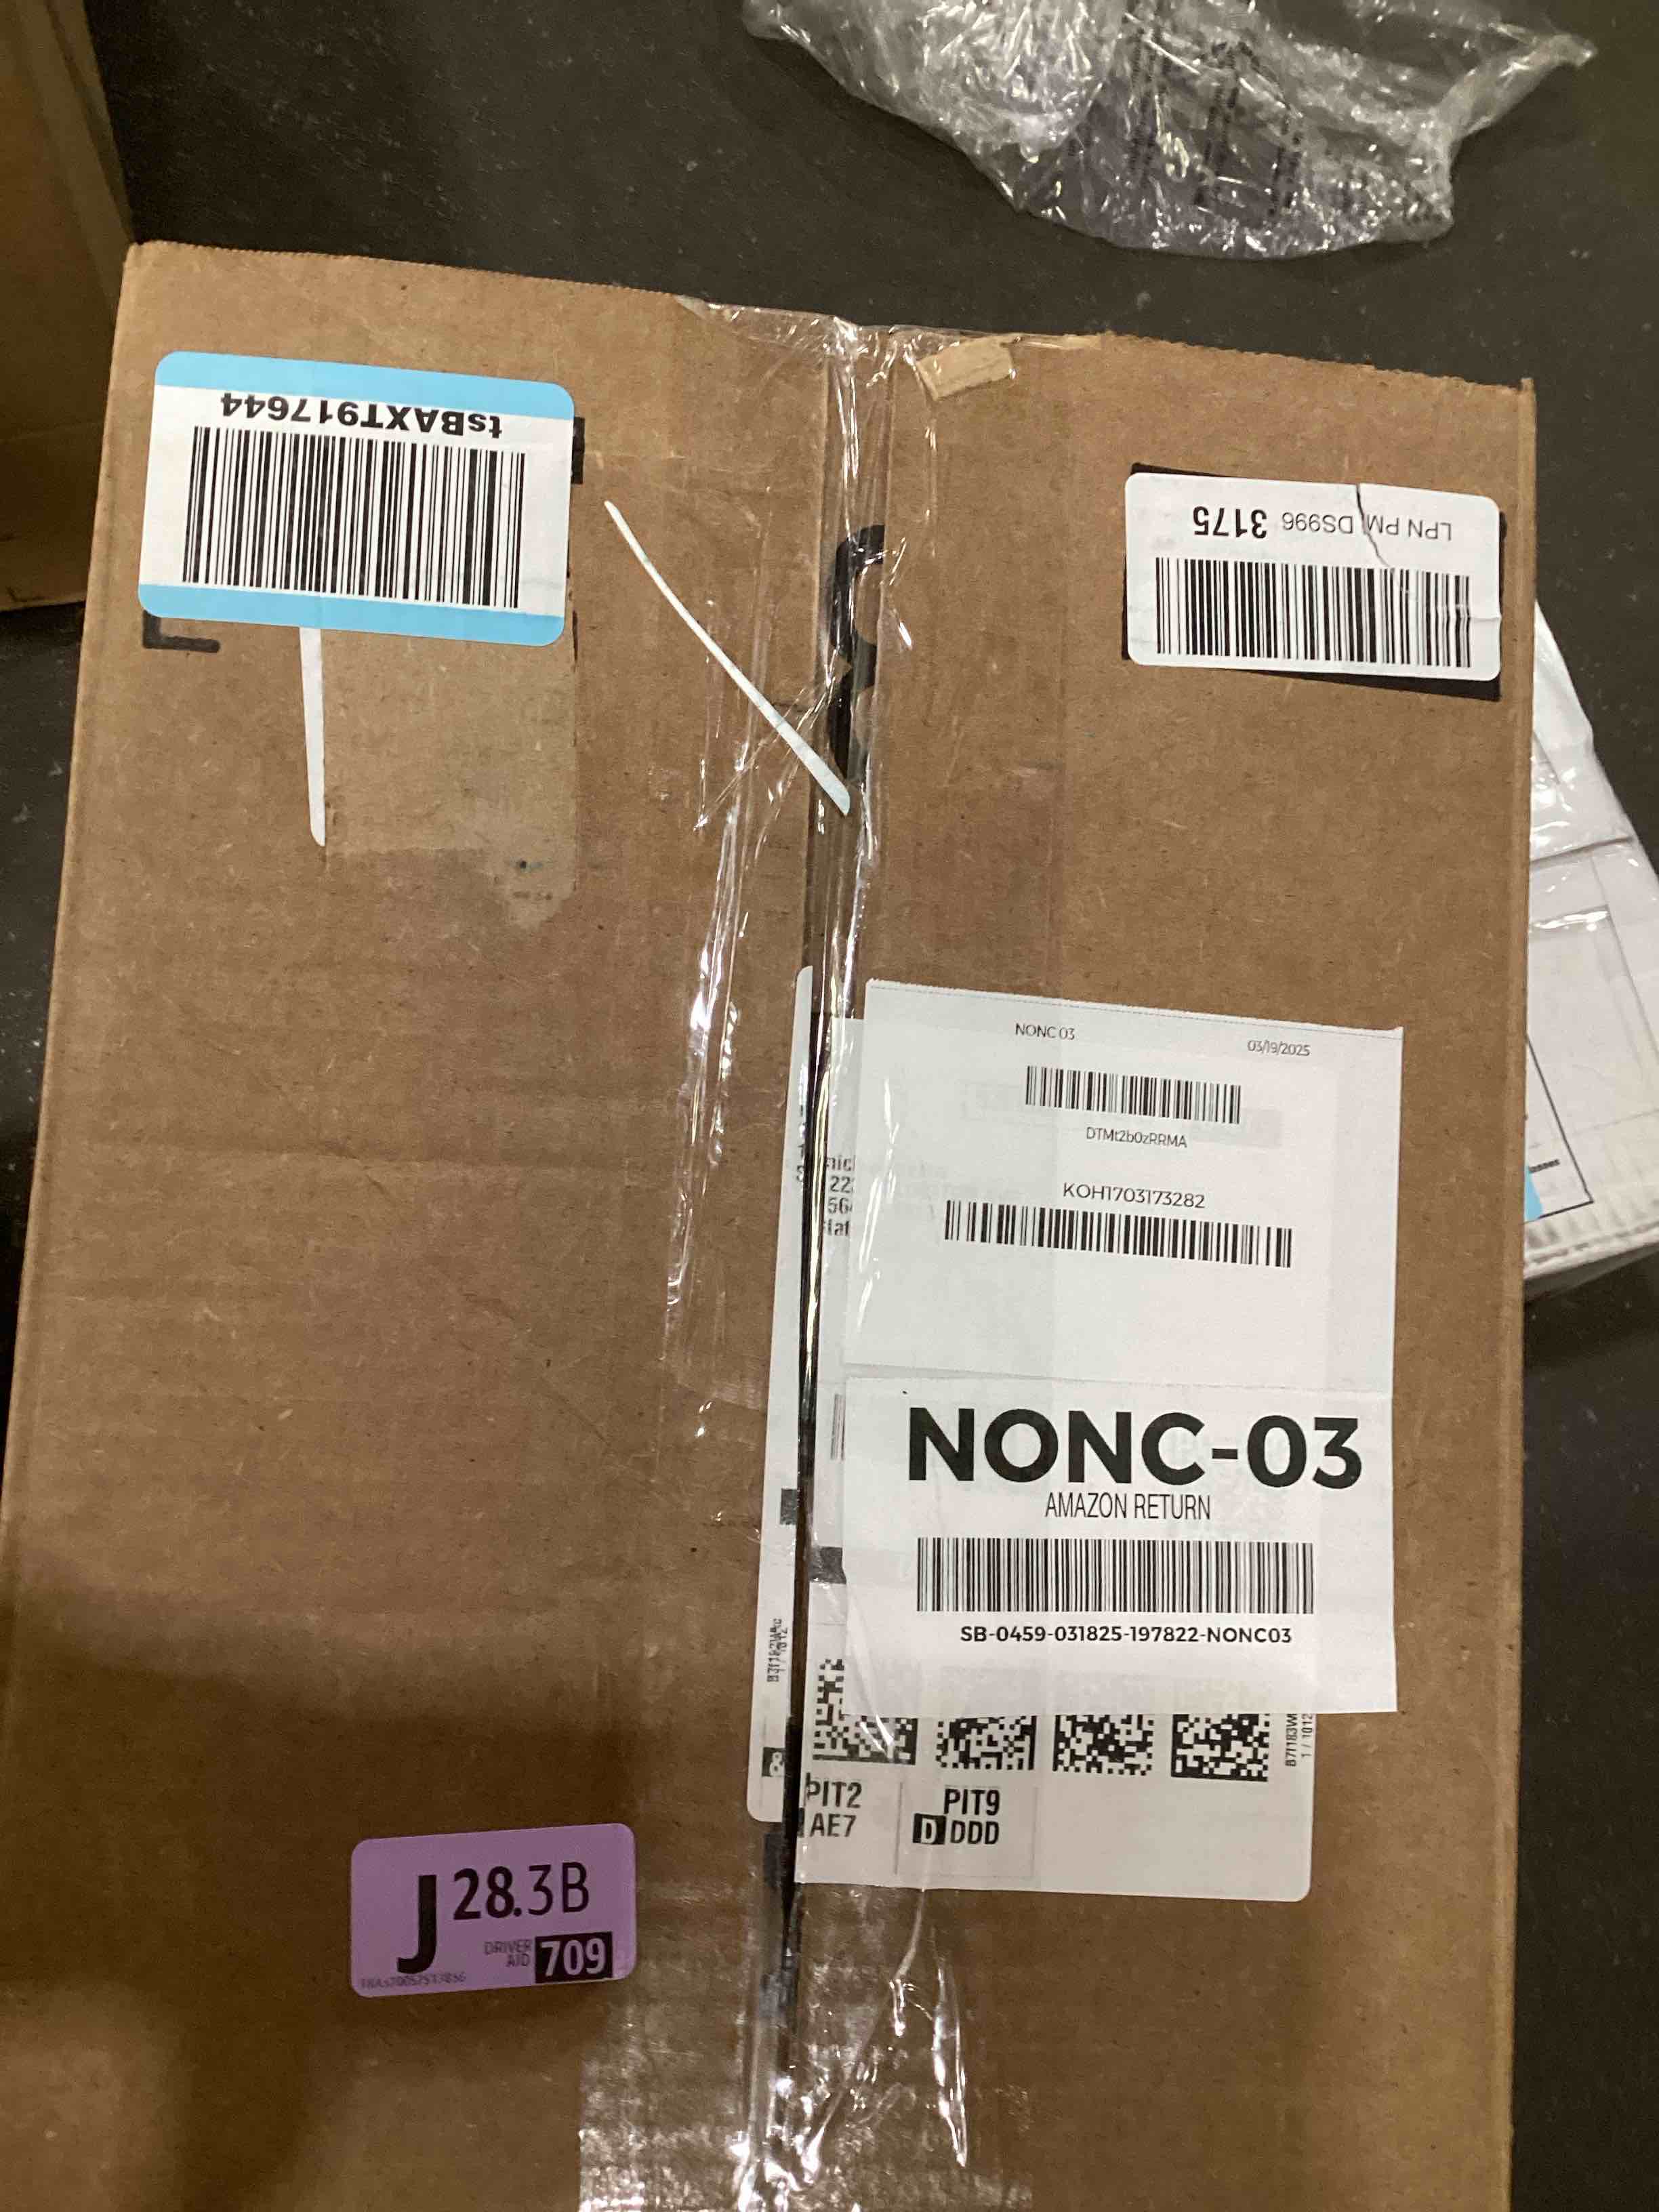 tsBAXT917644
LPN PM DS996 3175
NONC 03
03/19/2025
DTMt2b0zRRMA
KOH1703173282
NONC-03
AMAZON RETURN
SB-0459-031825-197822-NONC03
PIT2
AE7
PIT9
D DDD
J 28.3B
DRIVER
AID 709